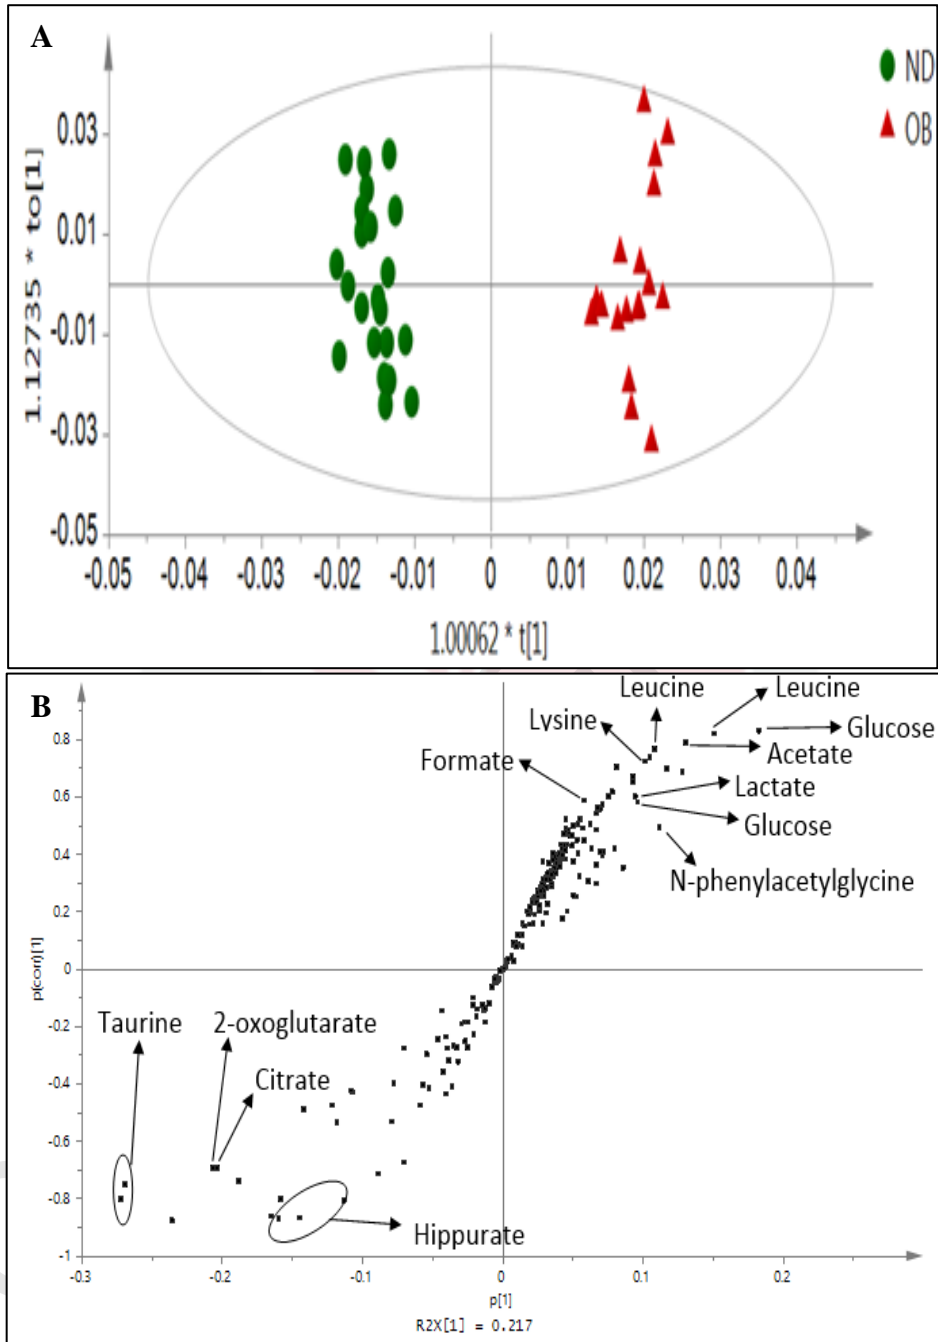 A
ND
OB
1.12735 * to[1]
0.03
0.01
-0.01
-0.03
-0.05
-0.05 -0.04 -0.03 -0.02 -0.01 0 0.01 0.02 0.03 0.04
1.00062 * t[1]
B
Leucine
Leucine
Lysine
Glucose
Acetate
Formate
Lactate
Glucose
N-phenylacetylglycine
Taurine
2-oxoglutarate
Citrate
Hippurate
p(corr)[1]
0.8
0.6
0.4
0.2
0
-0.2
-0.4
-0.6
-0.8
-1
-0.3 -0.2 -0.1 0 0.1 0.2
p[1]
R2X[1] = 0.217